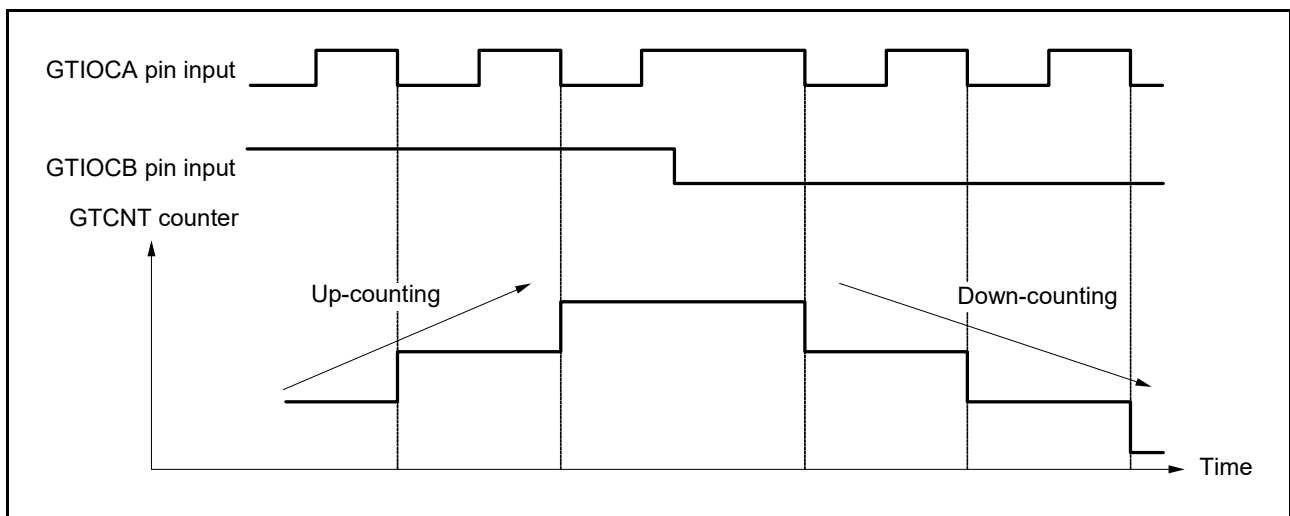 GTIOCA pin input
GTIOCB pin input
GTCNT counter
Up-counting
Down-counting
Time